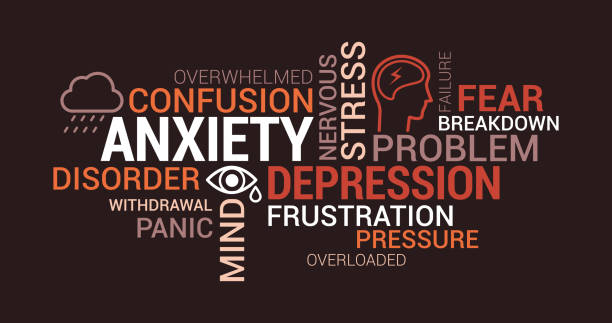 OVERWHELMED
CONFUSION
ANXIETY
NERVOUS
STRESS
FAILURE
FEAR
BREAKDOWN
PROBLEM
DISORDER
DEPRESSION
WITHDRAWAL
PANIC
MIND
FRUSTRATION
PRESSURE
OVERLOADED